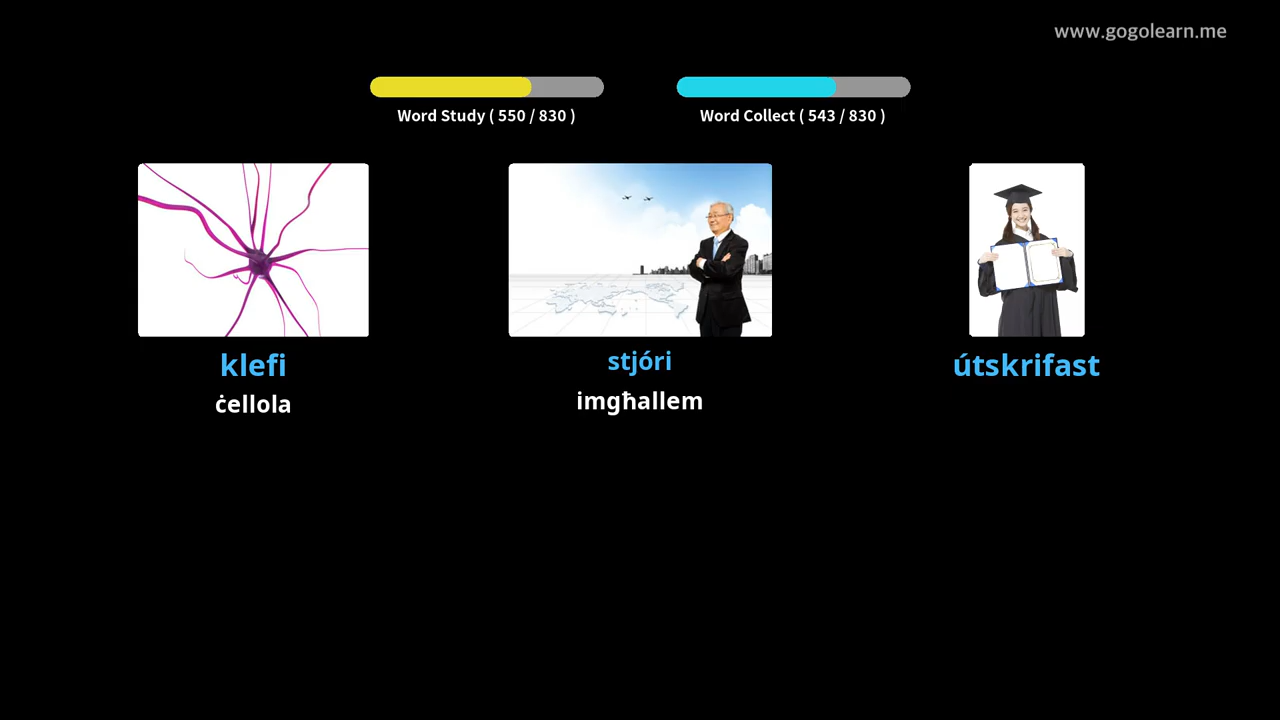 www.gogolearn.me
Word Study ( 550 / 830 )
Word Collect ( 543 / 830 )
klefi
ċellola
stjóri
imgħallem
útskrifast